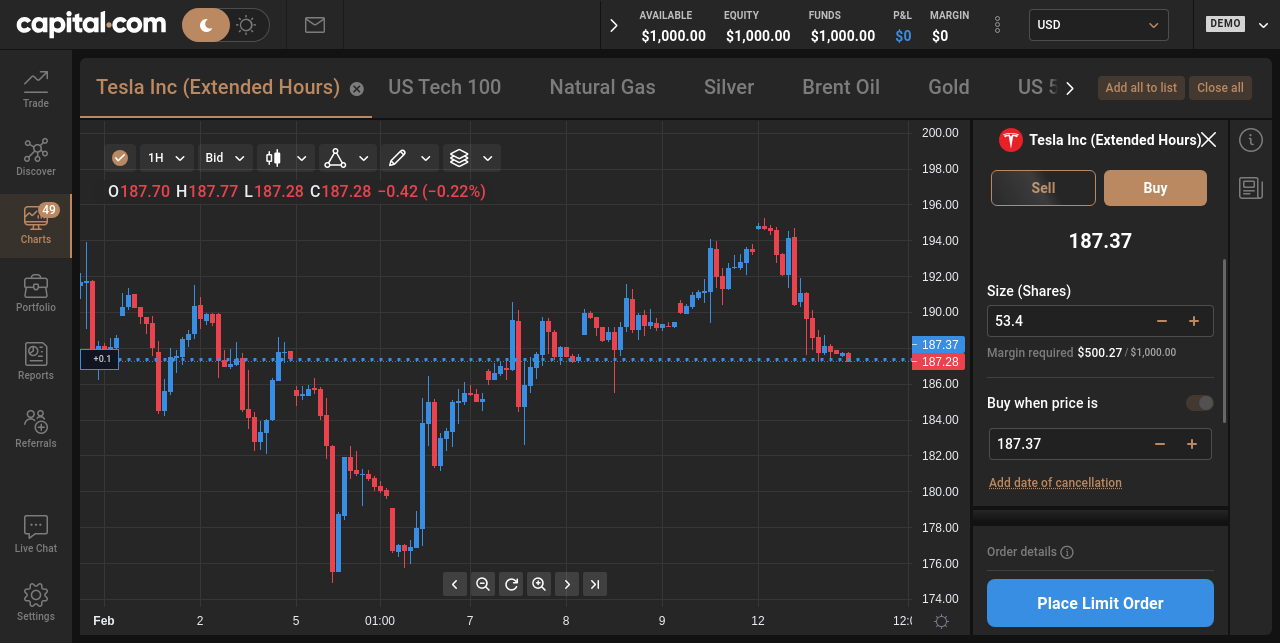 capital.com
AVAILABLE EQUITY FUNDS P&L MARGIN
$1,000.00 $1,000.00 $1,000.00 $0 $0
USD
DEMO
Trade
Discover
49
Charts
Portfolio
Reports
Referrals
Live Chat
Settings
Tesla Inc (Extended Hours) US Tech 100 Natural Gas Silver Brent Oil Gold US 5
Add all to list Close all
1H Bid
O187.70 H187.77 L187.28 C187.28 −0.42 (−0.22%)
+0.1
200.00
198.00
196.00
194.00
192.00
190.00
187.37
187.28
186.00
184.00
182.00
180.00
178.00
176.00
174.00
Feb 2 5 01:00 7 8 9 12 12:0
Tesla Inc (Extended Hours)
Sell Buy
187.37
Size (Shares)
53.4
Margin required $500.27 / $1,000.00
Buy when price is
187.37
Add date of cancellation
Order details
Place Limit Order